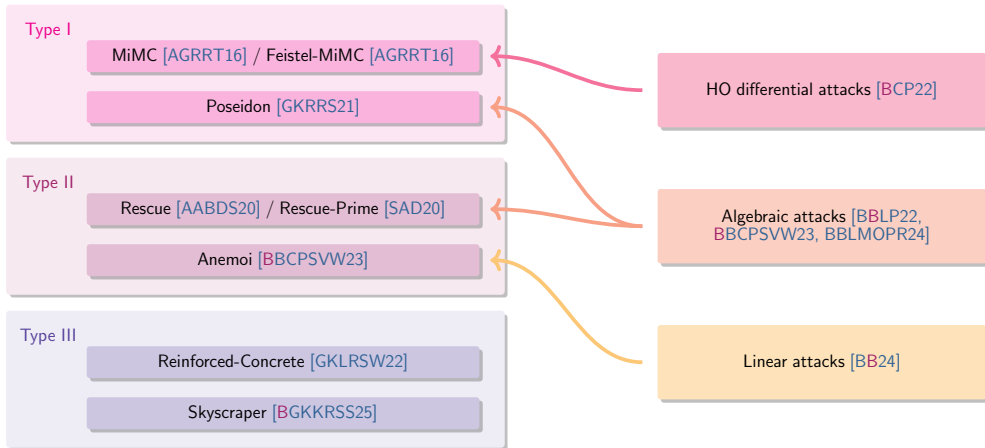 Type I
MiMC [AGRRT16] / Feistel-MiMC [AGRRT16]
Poseidon [GKRRS21]
Type II
Rescue [AABDS20] / Rescue-Prime [SAD20]
Anemoi [BBCPSVW23]
Type III
Reinforced-Concrete [GKLRSW22]
Skyscraper [BGKKRSS25]
HO differential attacks [BCP22]
Algebraic attacks [BBLP22,
BBCPSVW23, BBLMOPR24]
Linear attacks [BB24]